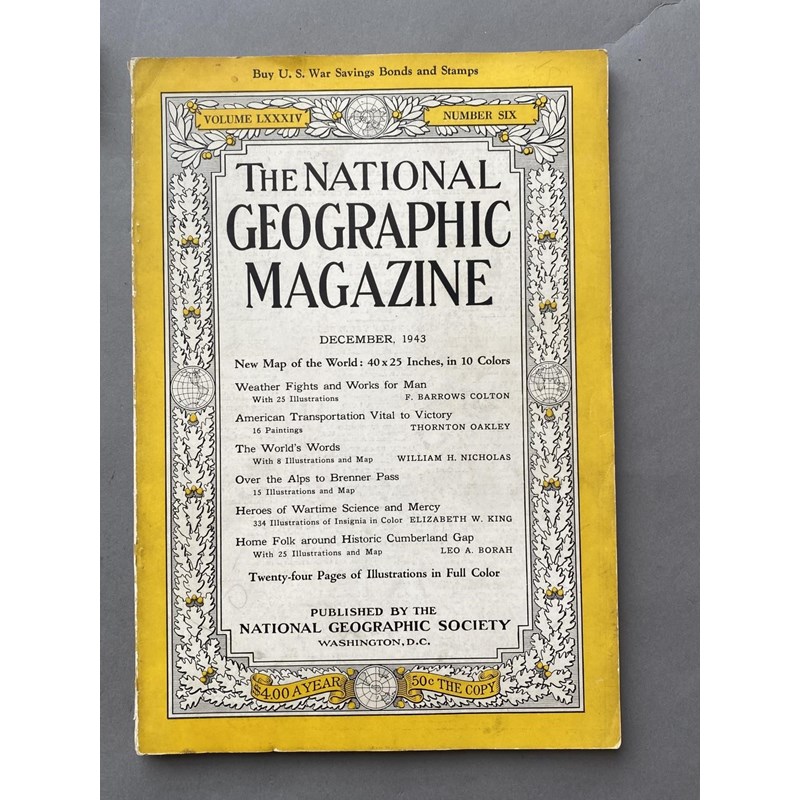 Buy U. S. War Savings Bonds and Stamps
VOLUME LXXXIV NUMBER SIX
THE NATIONAL
GEOGRAPHIC
MAGAZINE
DECEMBER, 1943
New Map of the World: 40 x 25 Inches, in 10 Colors
Weather Fights and Works for Man
With 25 Illustrations F. BARROWS COLTON
American Transportation Vital to Victory
16 Paintings THORNTON OAKLEY
The World's Words
With 8 Illustrations and Map WILLIAM H. NICHOLAS
Over the Alps to Brenner Pass
15 Illustrations and Map
Heroes of Wartime Science and Mercy
334 Illustrations of Insignia in Color ELIZABETH W. KING
Home Folk around Historic Cumberland Gap
With 25 Illustrations and Map LEO A. BORAH
Twenty-four Pages of Illustrations in Full Color
PUBLISHED BY THE
NATIONAL GEOGRAPHIC SOCIETY
WASHINGTON, D.C.
$4.00 A YEAR 50c THE COPY